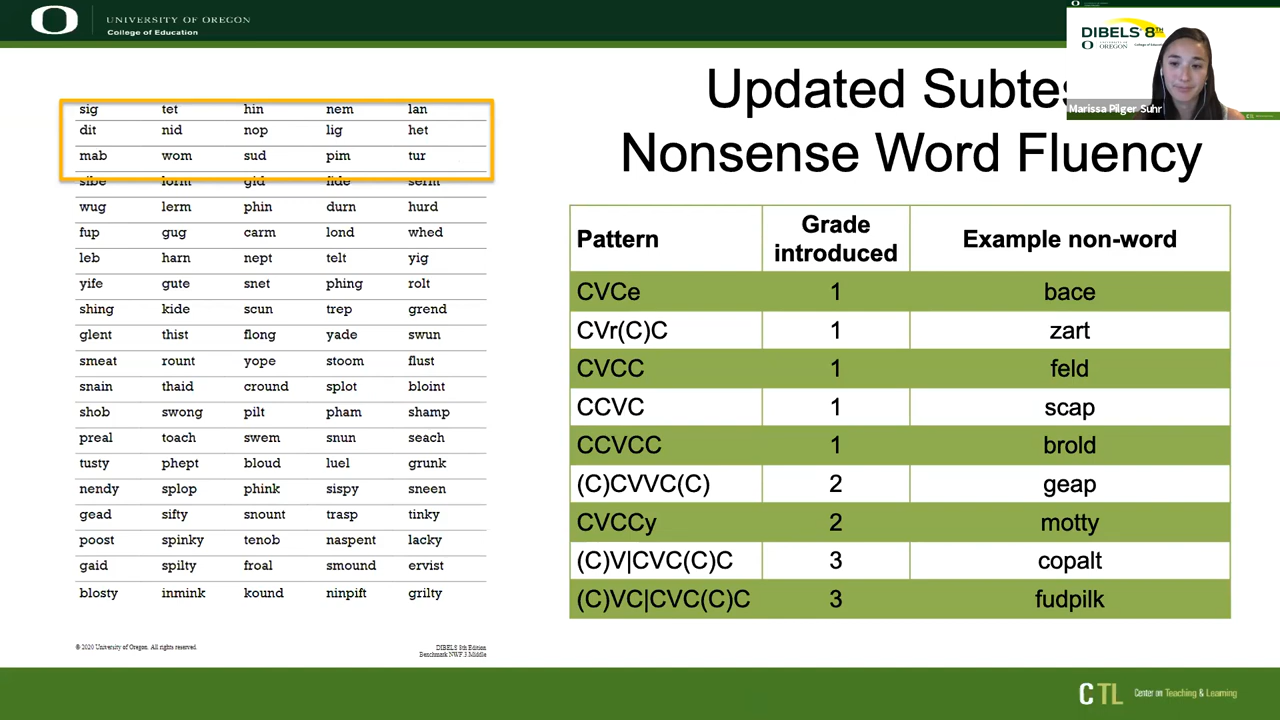 UNIVERSITY OF OREGON
College of Education
DIBELS 8TH
OREGON
Marissa Pilger Suhr
CTL
Updated Subtes
Nonsense Word Fluency
sig tet hin nem lan
dit nid nop lig het
mab wom sud pim tur
sibe lorm gid fide serm
wug lerm phin durn hurd
fup gug carm lond whed
leb harn nept telt yig
yife gute snet phing rolt
shing kide scun trep grend
glent thist flong yade swun
smeat rount yope stoom flust
snain thaid cround splot bloint
shob swong pilt pham shamp
preal toach swem snun seach
tusty phept bloud luel grunk
nendy splop phink sispy sneen
gead sifty snount trasp tinky
poost spinky tenob naspent lacky
gaid spilty froal smound ervist
blosty inmink kound ninpift grilty
© 2020 University of Oregon. All rights reserved.
DIBELS 8th Edition
Benchmark NWF.3.Middle
Pattern Grade introduced Example non-word
CVCe 1 bace
CVr(C)C 1 zart
CVCC 1 feld
CCVC 1 scap
CCVCC 1 brold
(C)CVVC(C) 2 geap
CVCCy 2 motty
(C)V|CVC(C)C 3 copalt
(C)VC|CVC(C)C 3 fudpilk
CTL Center on Teaching & Learning